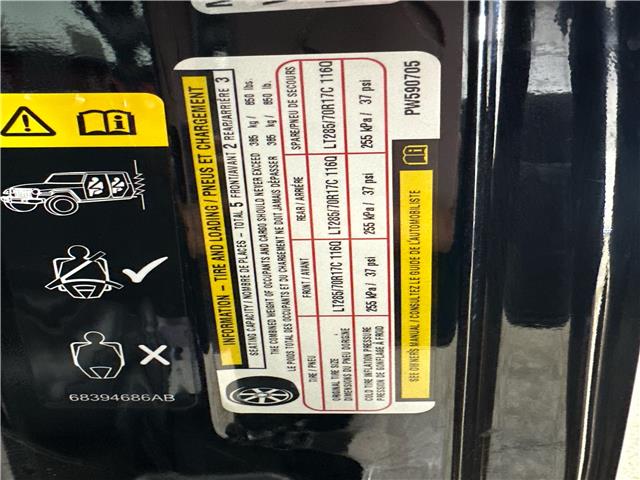 INFORMATION – TIRE AND LOADING / PNEUS ET CHARGEMENT
SEATING CAPACITY / NOMBRE DE PLACES – TOTAL 5 FRONT/AVANT 2 REAR/ARRIÈRE 3
THE COMBINED WEIGHT OF OCCUPANTS AND CARGO SHOULD NEVER EXCEED 385 kg / 850 lbs.
LE POIDS TOTAL DES OCCUPANTS ET DU CHARGEMENT NE DOIT JAMAIS DÉPASSER 385 kg / 850 lb.
TIRE / PNEU FRONT / AVANT REAR / ARRIÈRE SPARE/PNEU DE SECOURS
ORIGINAL TIRE SIZE
DIMENSIONS DU PNEU D'ORIGINE
LT285/70R17C 116Q LT285/70R17C 116Q LT285/70R17C 116Q
COLD TIRE INFLATION PRESSURE
PRESSION DE GONFLAGE À FROID
255 kPa / 37 psi 255 kPa / 37 psi 255 kPa / 37 psi
SEE OWNERS MANUAL / CONSULTEZ LE GUIDE DE L'AUTOMOBILISTE
PW590705
68394686AB